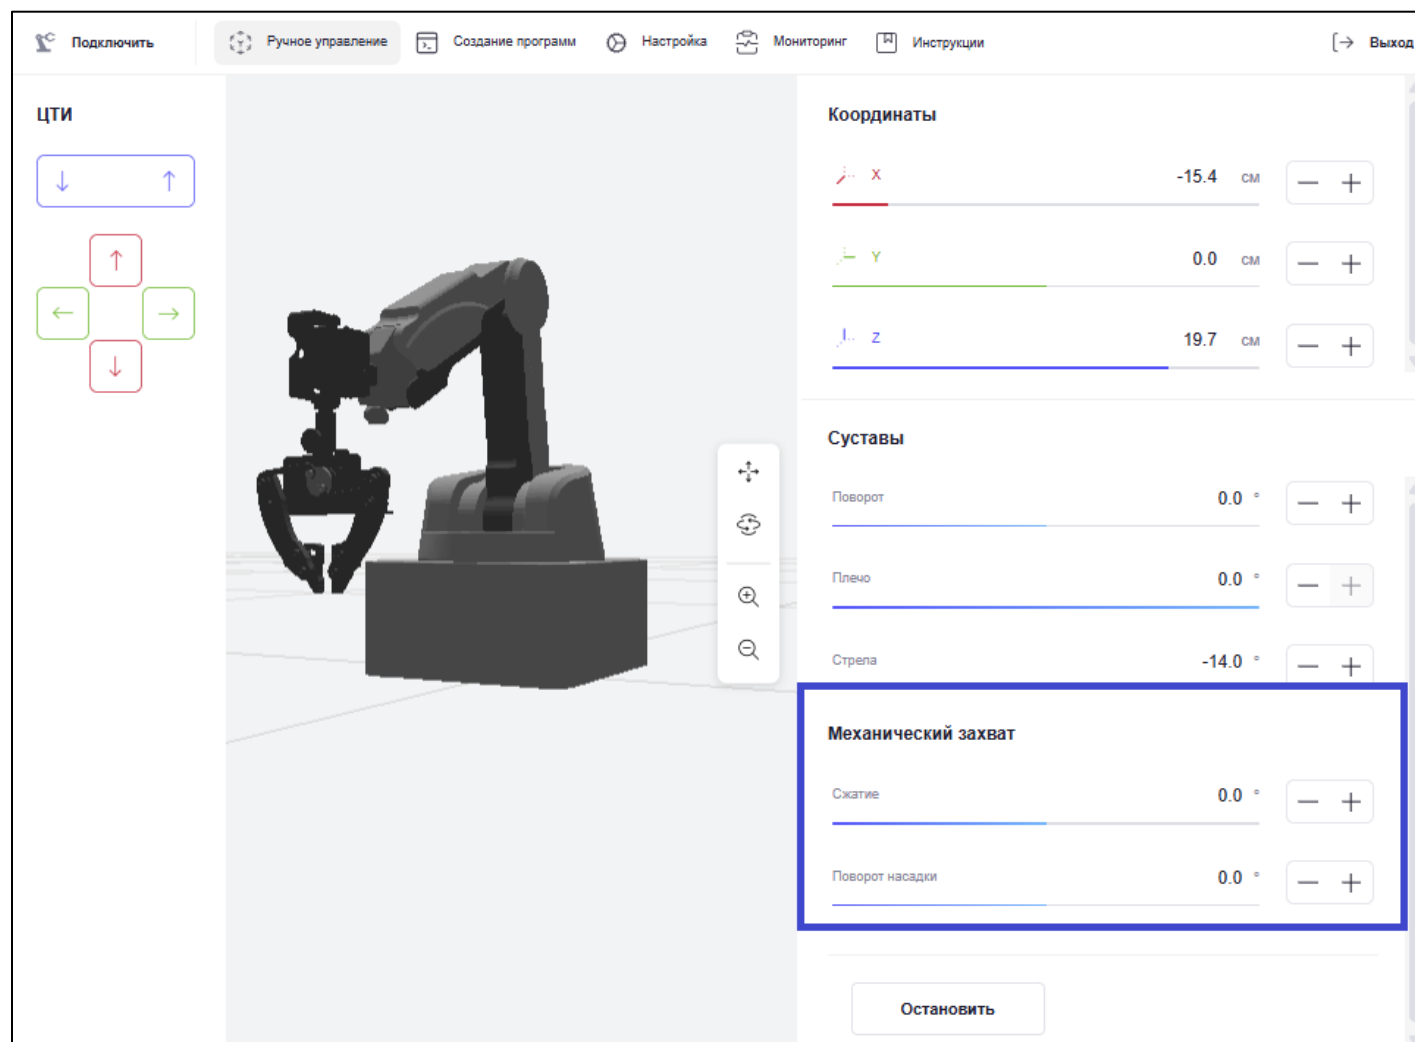 Подключить
Ручное управление
Создание программ
Настройка
Мониторинг
Инструкции
Выход
ЦТИ
Координаты
X -15.4 см
Y 0.0 см
Z 19.7 см
Суставы
Поворот 0.0 °
Плечо 0.0 °
Стрела -14.0 °
Механический захват
Сжатие 0.0 °
Поворот насадки 0.0 °
Остановить